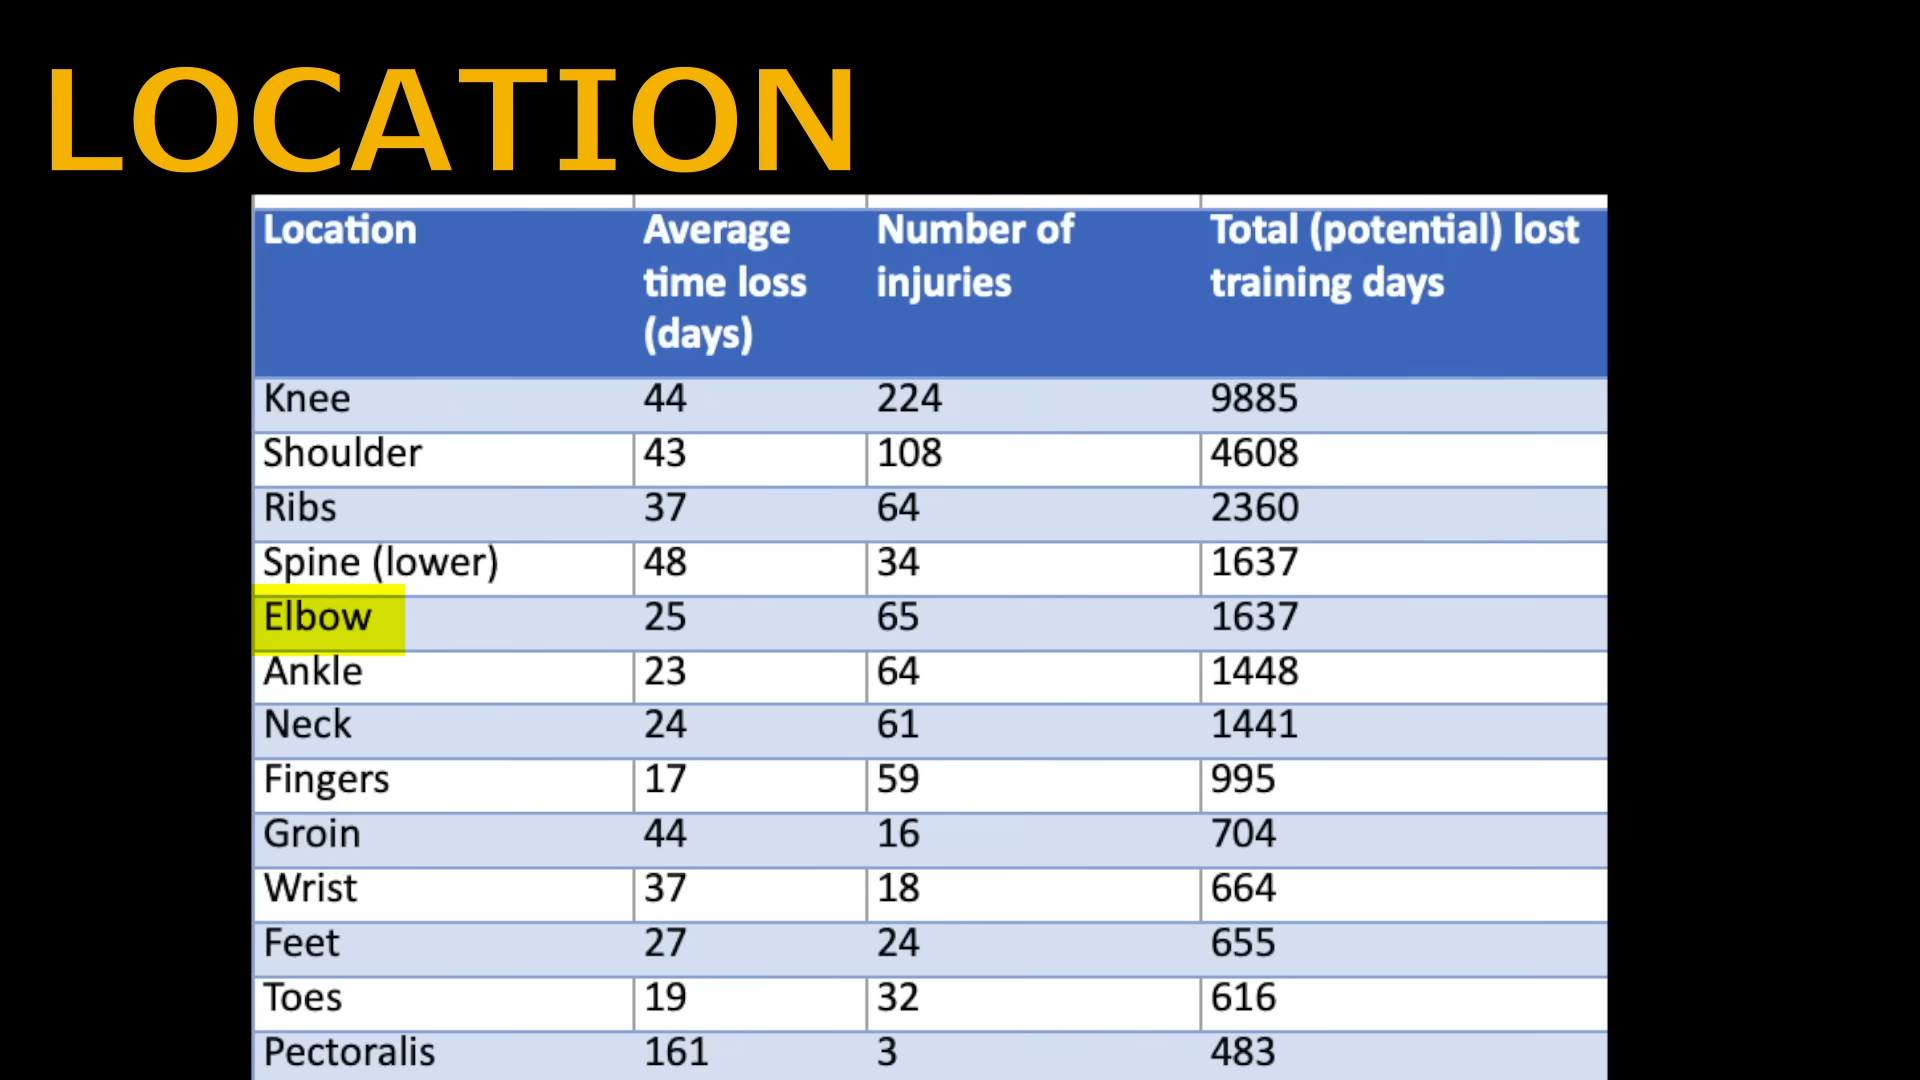 LOCATION
Location Average time loss (days) Number of injuries Total (potential) lost training days
Knee 44 224 9885
Shoulder 43 108 4608
Ribs 37 64 2360
Spine (lower) 48 34 1637
Elbow 25 65 1637
Ankle 23 64 1448
Neck 24 61 1441
Fingers 17 59 995
Groin 44 16 704
Wrist 37 18 664
Feet 27 24 655
Toes 19 32 616
Pectoralis 161 3 483